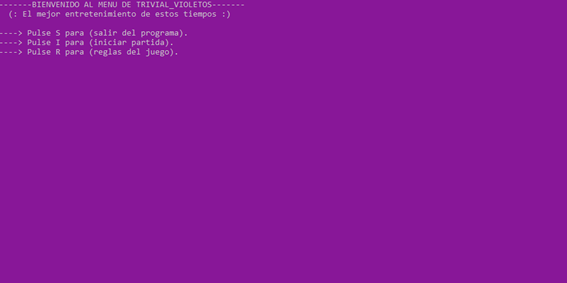 -------BIENVENIDO AL MENU DE TRIVIAL_VIOLETOS-------
(: El mejor entretenimiento de estos tiempos :)
----> Pulse S para (salir del programa).
----> Pulse I para (iniciar partida).
----> Pulse R para (reglas del juego).